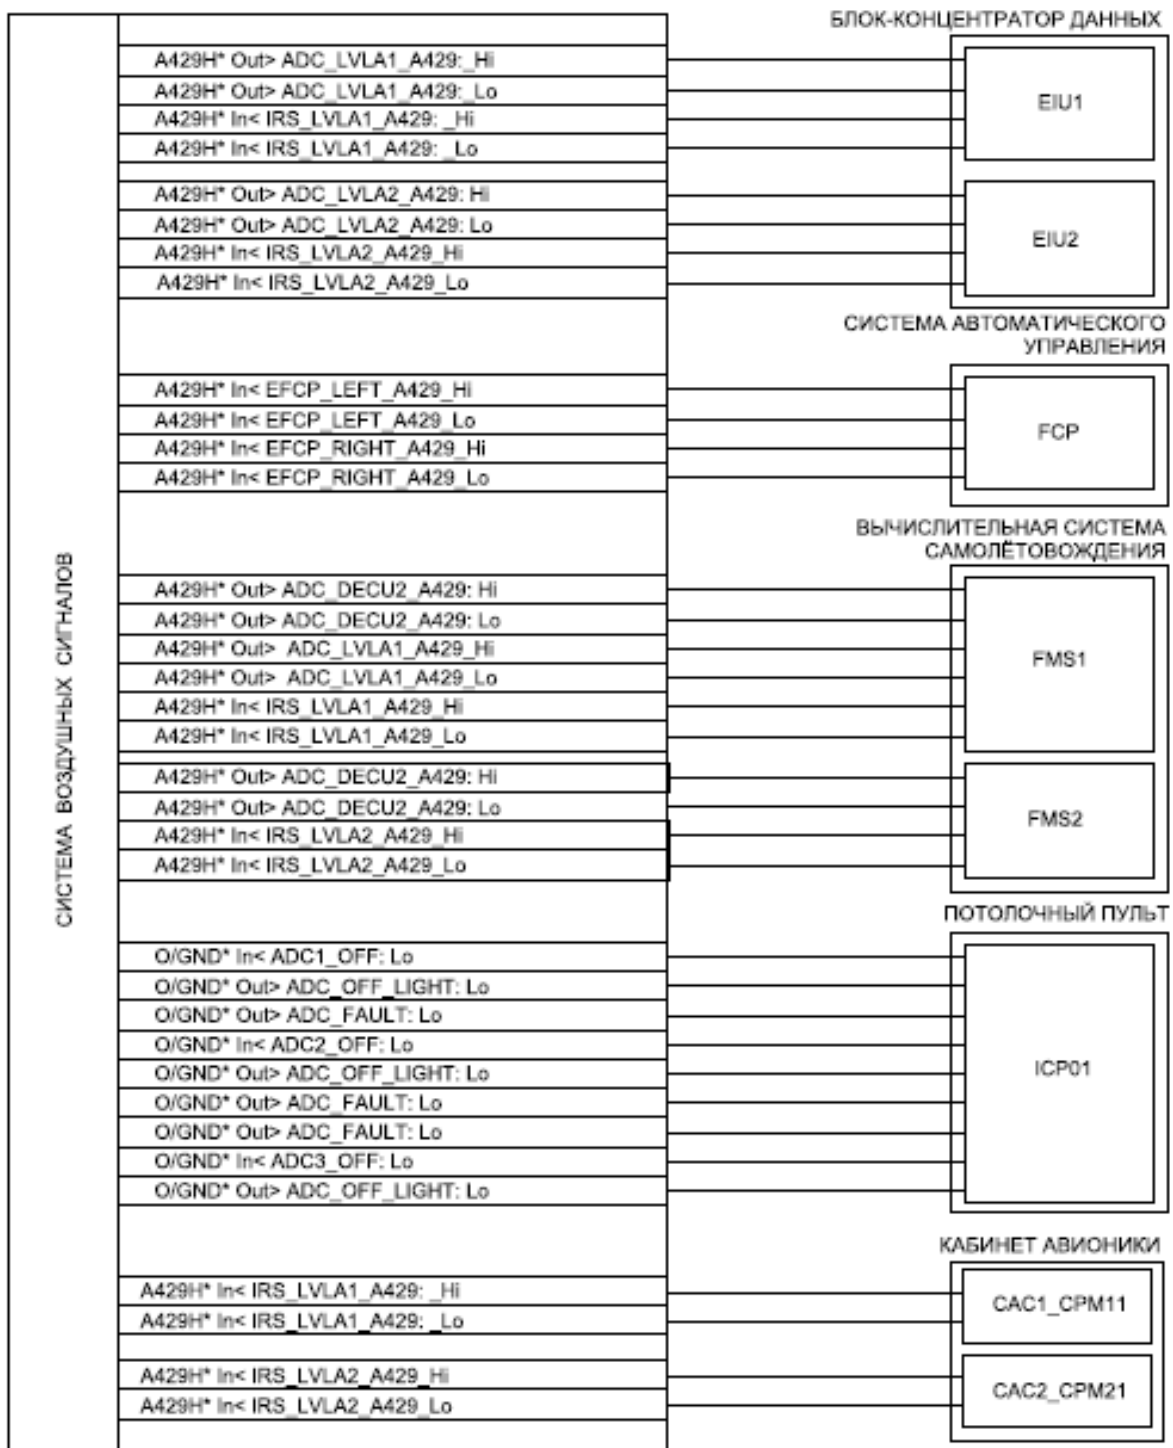 БЛОК-КОНЦЕНТРАТОР ДАННЫХ
A429H* Out> ADC_LVLA1_A429:_Hi
A429H* Out> ADC_LVLA1_A429:_Lo
A429H* In< IRS_LVLA1_A429: _Hi
A429H* In< IRS_LVLA1_A429: _Lo
EIU1
A429H* Out> ADC_LVLA2_A429: Hi
A429H* Out> ADC_LVLA2_A429: Lo
A429H* In< IRS_LVLA2_A429_Hi
A429H* In< IRS_LVLA2_A429_Lo
EIU2
СИСТЕМА АВТОМАТИЧЕСКОГО
УПРАВЛЕНИЯ
A429H* In< EFCP_LEFT_A429_Hi
A429H* In< EFCP_LEFT_A429_Lo
A429H* In< EFCP_RIGHT_A429_Hi
A429H* In< EFCP_RIGHT_A429_Lo
FCP
ВЫЧИСЛИТЕЛЬНАЯ СИСТЕМА
САМОЛЁТОВОЖДЕНИЯ
СИСТЕМА ВОЗДУШНЫХ СИГНАЛОВ
A429H* Out> ADC_DECU2_A429: Hi
A429H* Out> ADC_DECU2_A429: Lo
A429H* Out> ADC_LVLA1_A429_Hi
A429H* Out> ADC_LVLA1_A429_Lo
A429H* In< IRS_LVLA1_A429_Hi
A429H* In< IRS_LVLA1_A429_Lo
FMS1
A429H* Out> ADC_DECU2_A429: Hi
A429H* Out> ADC_DECU2_A429: Lo
A429H* In< IRS_LVLA2_A429_Hi
A429H* In< IRS_LVLA2_A429_Lo
FMS2
ПОТОЛОЧНЫЙ ПУЛЬТ
O/GND* In< ADC1_OFF: Lo
O/GND* Out> ADC_OFF_LIGHT: Lo
O/GND* Out> ADC_FAULT: Lo
O/GND* In< ADC2_OFF: Lo
O/GND* Out> ADC_OFF_LIGHT: Lo
O/GND* Out> ADC_FAULT: Lo
O/GND* Out> ADC_FAULT: Lo
O/GND* In< ADC3_OFF: Lo
O/GND* Out> ADC_OFF_LIGHT: Lo
ICP01
КАБИНЕТ АВИОНИКИ
A429H* In< IRS_LVLA1_A429: _Hi
A429H* In< IRS_LVLA1_A429: _Lo
CAC1_CPM11
A429H* In< IRS_LVLA2_A429_Hi
A429H* In< IRS_LVLA2_A429_Lo
CAC2_CPM21